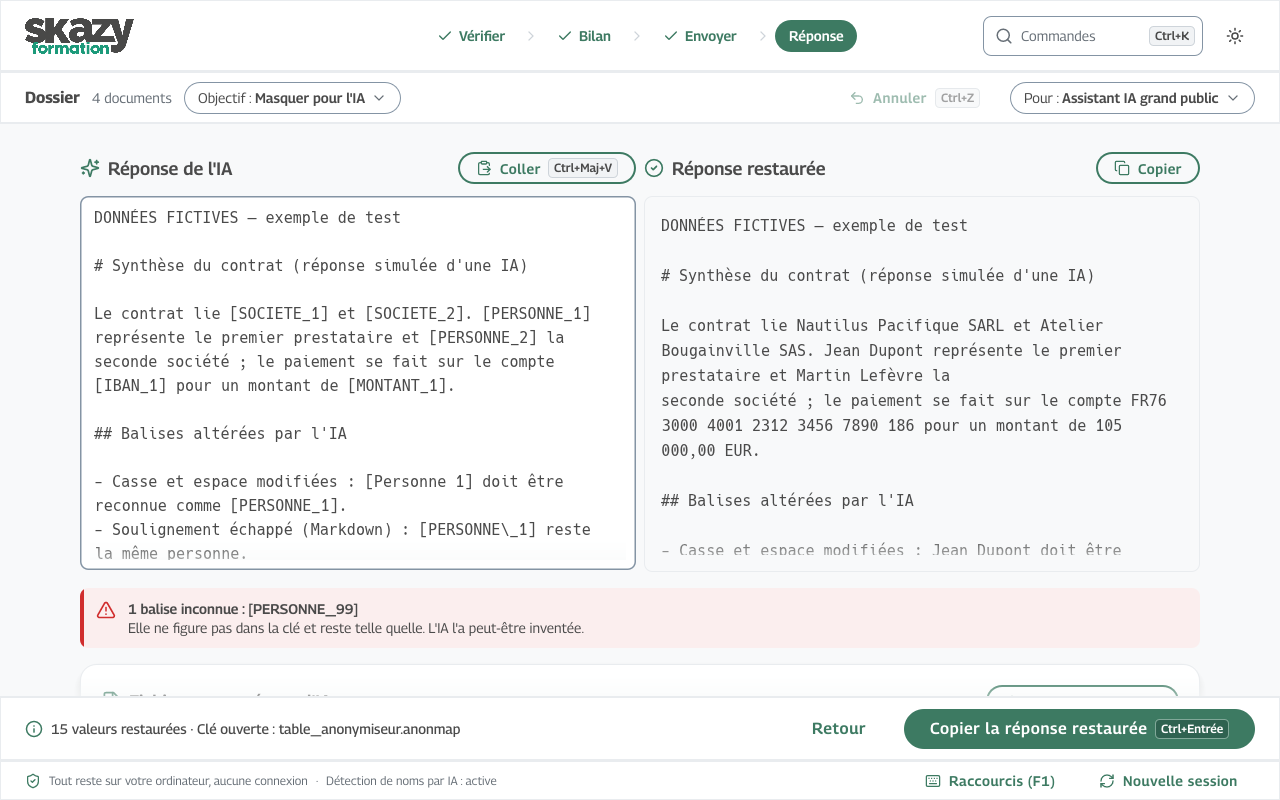 skazy
formation
Vérifier
Bilan
Envoyer
Réponse
Commandes
Ctrl+K
Dossier
4 documents
Objectif : Masquer pour l'IA
Annuler
Ctrl+Z
Pour : Assistant IA grand public
Réponse de l'IA
Coller
Ctrl+Maj+V
DONNÉES FICTIVES — exemple de test
# Synthèse du contrat (réponse simulée d'une IA)
Le contrat lie [SOCIETE_1] et [SOCIETE_2]. [PERSONNE_1]
représente le premier prestataire et [PERSONNE_2] la
seconde société ; le paiement se fait sur le compte
[IBAN_1] pour un montant de [MONTANT_1].
## Balises altérées par l'IA
- Casse et espace modifiées : [Personne 1] doit être
reconnue comme [PERSONNE_1].
- Soulignement échappé (Markdown) : [PERSONNE\_1] reste
la même personne.
Réponse restaurée
Copier
DONNÉES FICTIVES — exemple de test
# Synthèse du contrat (réponse simulée d'une IA)
Le contrat lie Nautilus Pacifique SARL et Atelier
Bougainville SAS. Jean Dupont représente le premier
prestataire et Martin Lefèvre la
seconde société ; le paiement se fait sur le compte FR76
3000 4001 2312 3456 7890 186 pour un montant de 105
000,00 EUR.
## Balises altérées par l'IA
- Casse et espace modifiées : Jean Dupont doit être
1 balise inconnue : [PERSONNE_99]
Elle ne figure pas dans la clé et reste telle quelle. L'IA l'a peut-être inventée.
15 valeurs restaurées · Clé ouverte : table_anonymiseur.anonmap
Retour
Copier la réponse restaurée
Ctrl+Entrée
Tout reste sur votre ordinateur, aucune connexion · Détection de noms par IA : active
Raccourcis (F1)
Nouvelle session